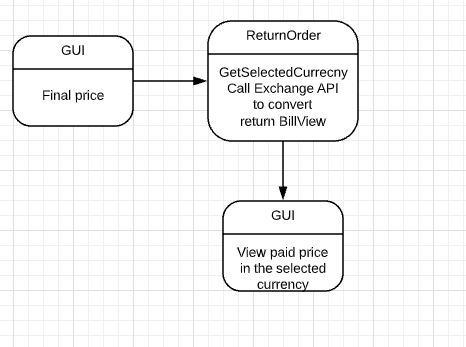 GUI
Final price
ReturnOrder
GetSelectedCurrecny
Call Exchange API
to convert
return BillView
GUI
View paid price
in the selected
currency